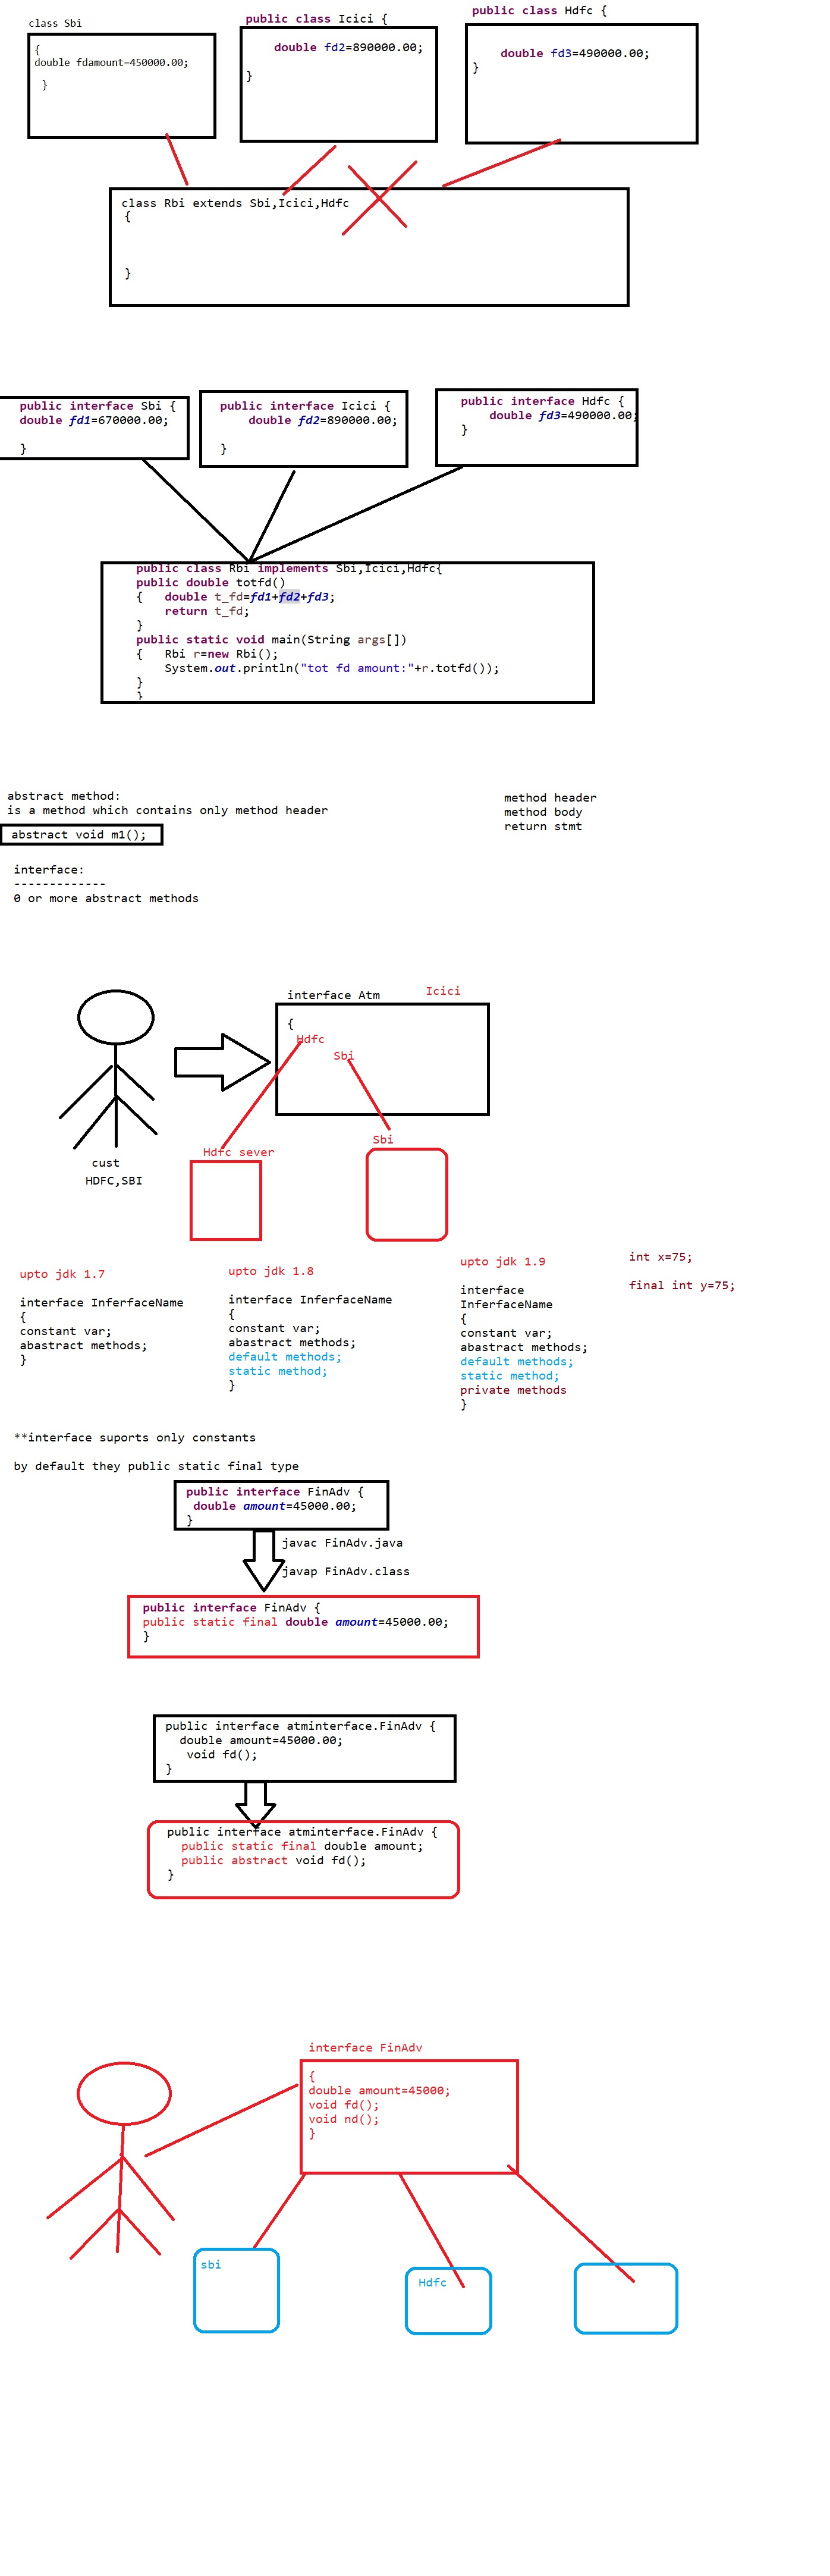 class Sbi
{
double fdamount=450000.00;
}
public class Icici {
double fd2=890000.00;
}
public class Hdfc {
double fd3=490000.00;
}
class Rbi extends Sbi,Icici,Hdfc
{
}
public interface Sbi {
double fd1=670000.00;
}
public interface Icici {
double fd2=890000.00;
}
public interface Hdfc {
double fd3=490000.00;
}
public class Rbi implements Sbi,Icici,Hdfc{
public double totfd()
{   double t_fd=fd1+fd2+fd3;
return t_fd;
}
public static void main(String args[])
{   Rbi r=new Rbi();
System.out.println("tot fd amount:"+r.totfd());
}
}
abstract method:
is a method which contains only method header
abstract void m1();
method header
method body
return stmt
interface:
-------------
0 or more abstract methods
interface Atm
Icici
{
Hdfc
Sbi
Hdfc sever
Sbi
cust
HDFC,SBI
upto jdk 1.7
interface InferfaceName
{
constant var;
abastract methods;
}
upto jdk 1.8
interface InferfaceName
{
constant var;
abastract methods;
default methods;
static method;
}
upto jdk 1.9
interface
InferfaceName
{
constant var;
abastract methods;
default methods;
static method;
private methods
}
int x=75;
final int y=75;
**interface suports only constants
by default they public static final type
public interface FinAdv {
double amount=45000.00;
}
javac FinAdv.java
javap FinAdv.class
public interface FinAdv {
public static final double amount=45000.00;
}
public interface atminterface.FinAdv {
double amount=45000.00;
void fd();
}
public interface atminterface.FinAdv {
public static final double amount;
public abstract void fd();
}
interface FinAdv
{
double amount=45000;
void fd();
void nd();
}
sbi
Hdfc